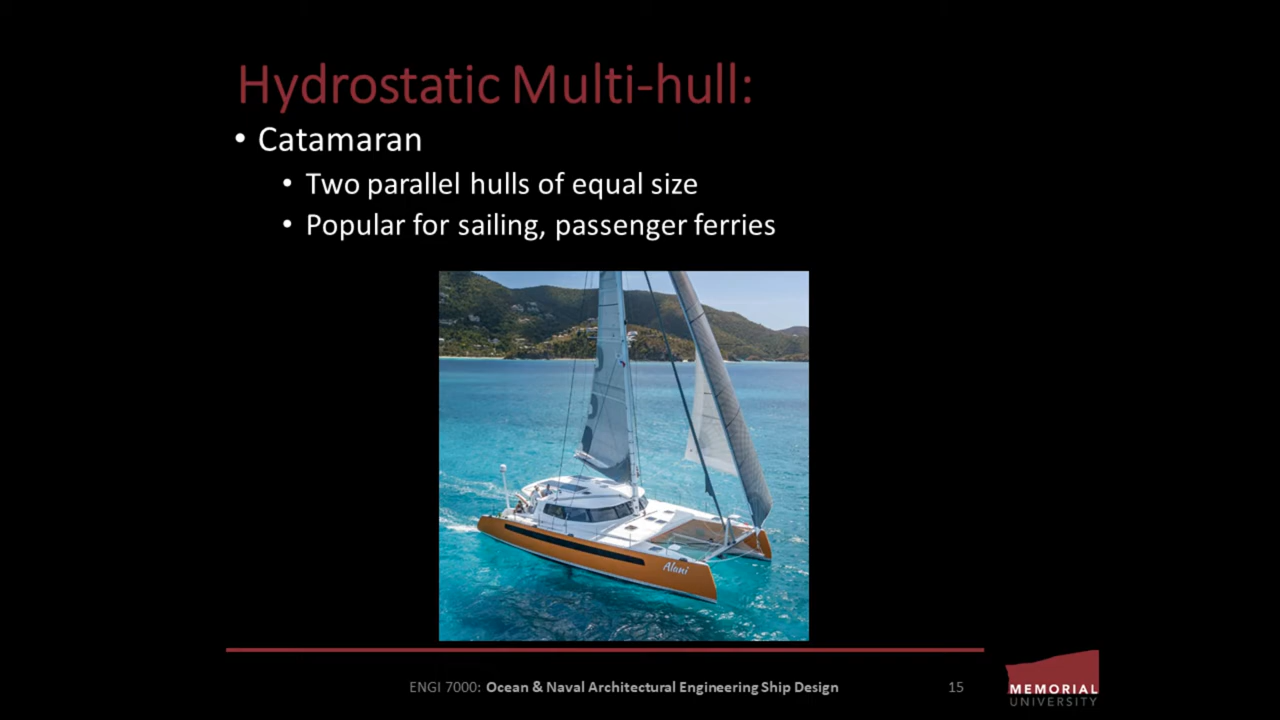 Hydrostatic Multi-hull:
• Catamaran
• Two parallel hulls of equal size
• Popular for sailing, passenger ferries
Alani
ENGI 7000: Ocean & Naval Architectural Engineering Ship Design
15
MEMORIAL
UNIVERSITY